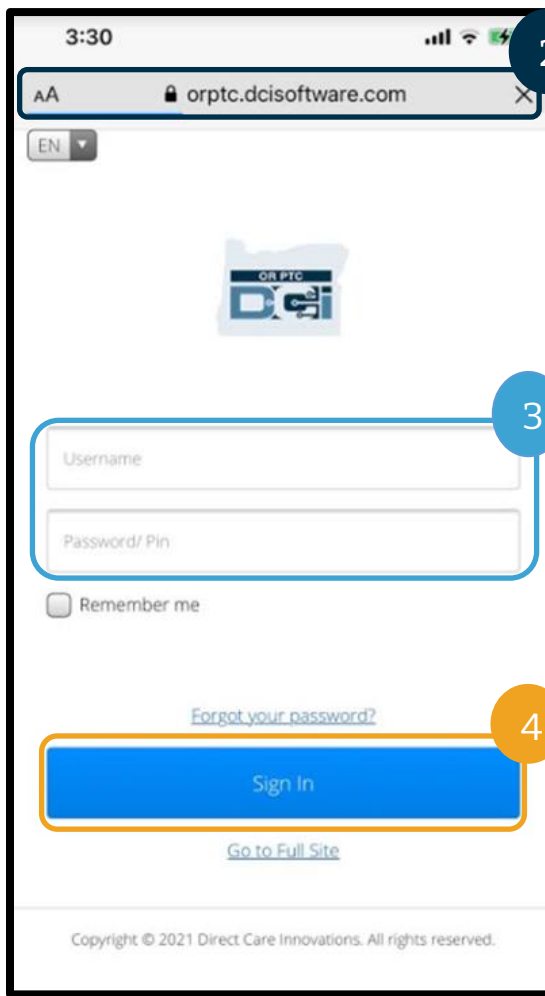 3:30
2
AA orptc.dcisoftware.com
EN
OR PTC
DCi
3
Username
Password/ Pin
Remember me
Forgot your password?
4
Sign In
Go to Full Site
Copyright © 2021 Direct Care Innovations. All rights reserved.